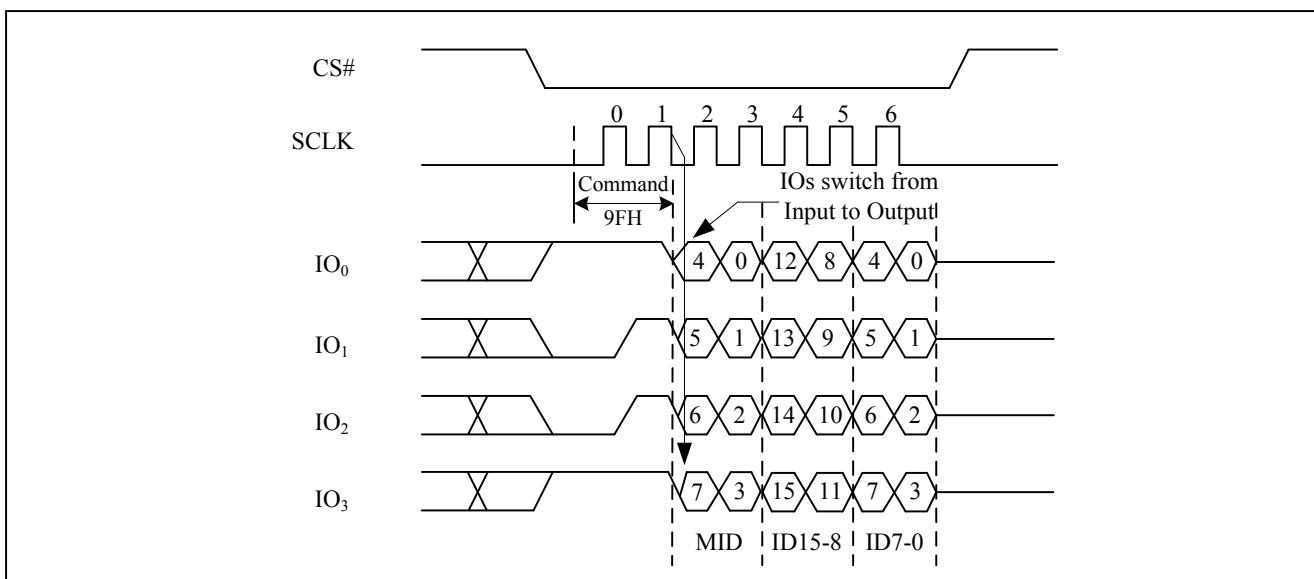 CS#
0 1 2 3 4 5 6
SCLK
Command
9FH
IOs switch from
Input to Output
IO₀ 4 0 12 8 4 0
IO₁ 5 1 13 9 5 1
IO₂ 6 2 14 10 6 2
IO₃ 7 3 15 11 7 3
MID ID15-8 ID7-0